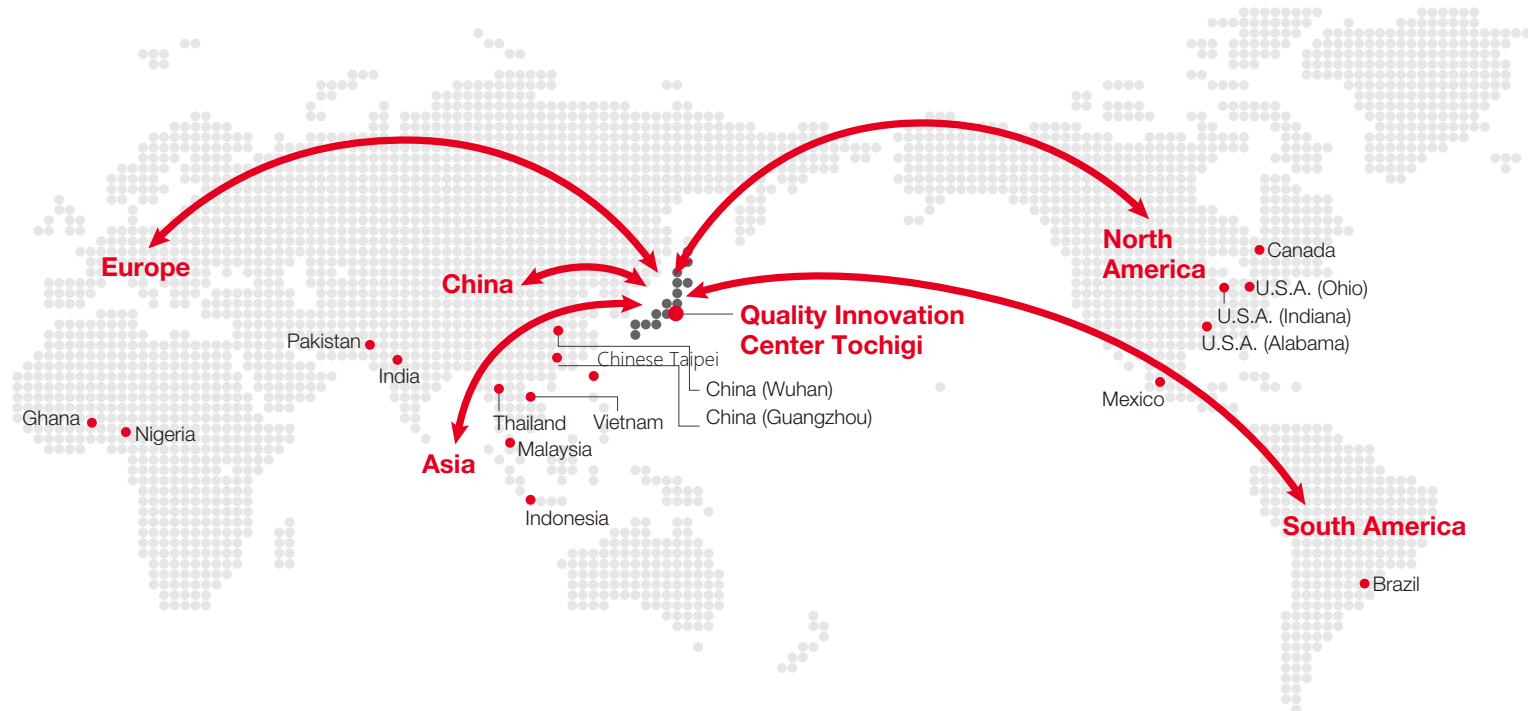 Europe
China
Asia
North
America
South America
Quality Innovation
Center Tochigi
Canada
U.S.A. (Ohio)
U.S.A. (Indiana)
U.S.A. (Alabama)
Mexico
Brazil
Pakistan
India
Ghana
Nigeria
Chinese Taipei
China (Wuhan)
China (Guangzhou)
Thailand
Vietnam
Malaysia
Indonesia